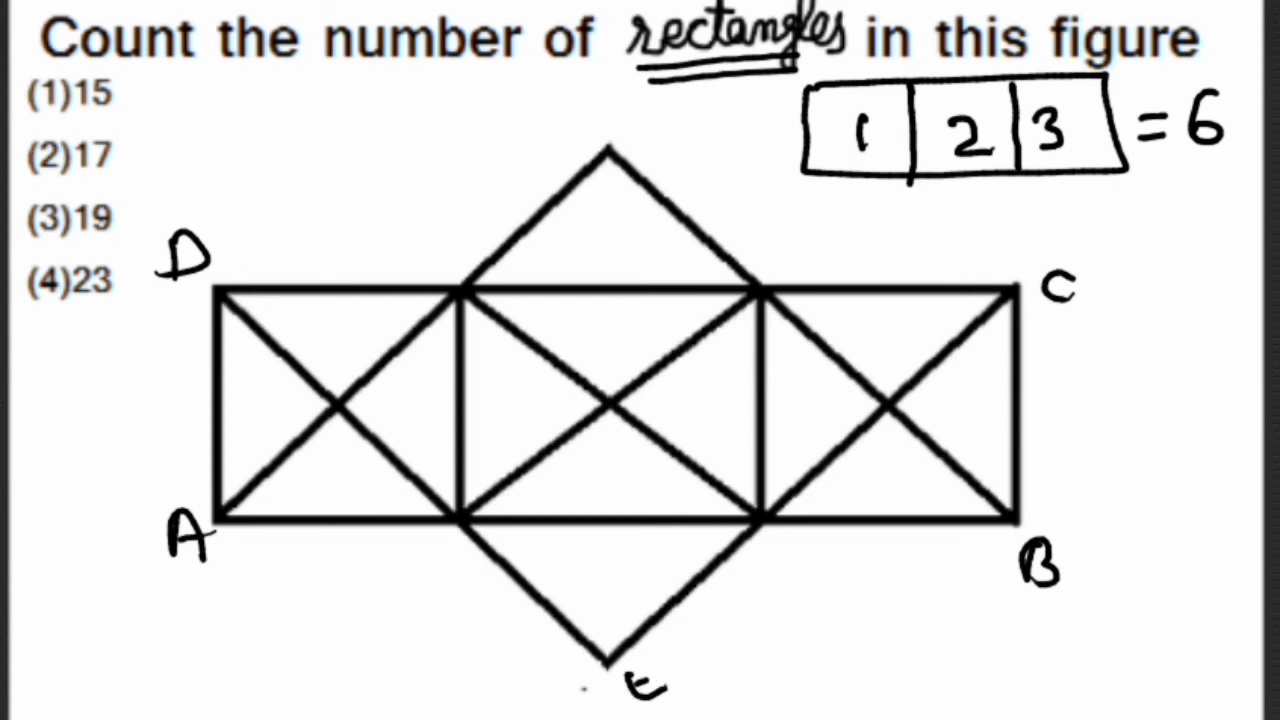 Count the number of rectangles in this figure
(1)15
(2)17
(3)19
(4)23
1 2 3 = 6
D
C
A
B
E